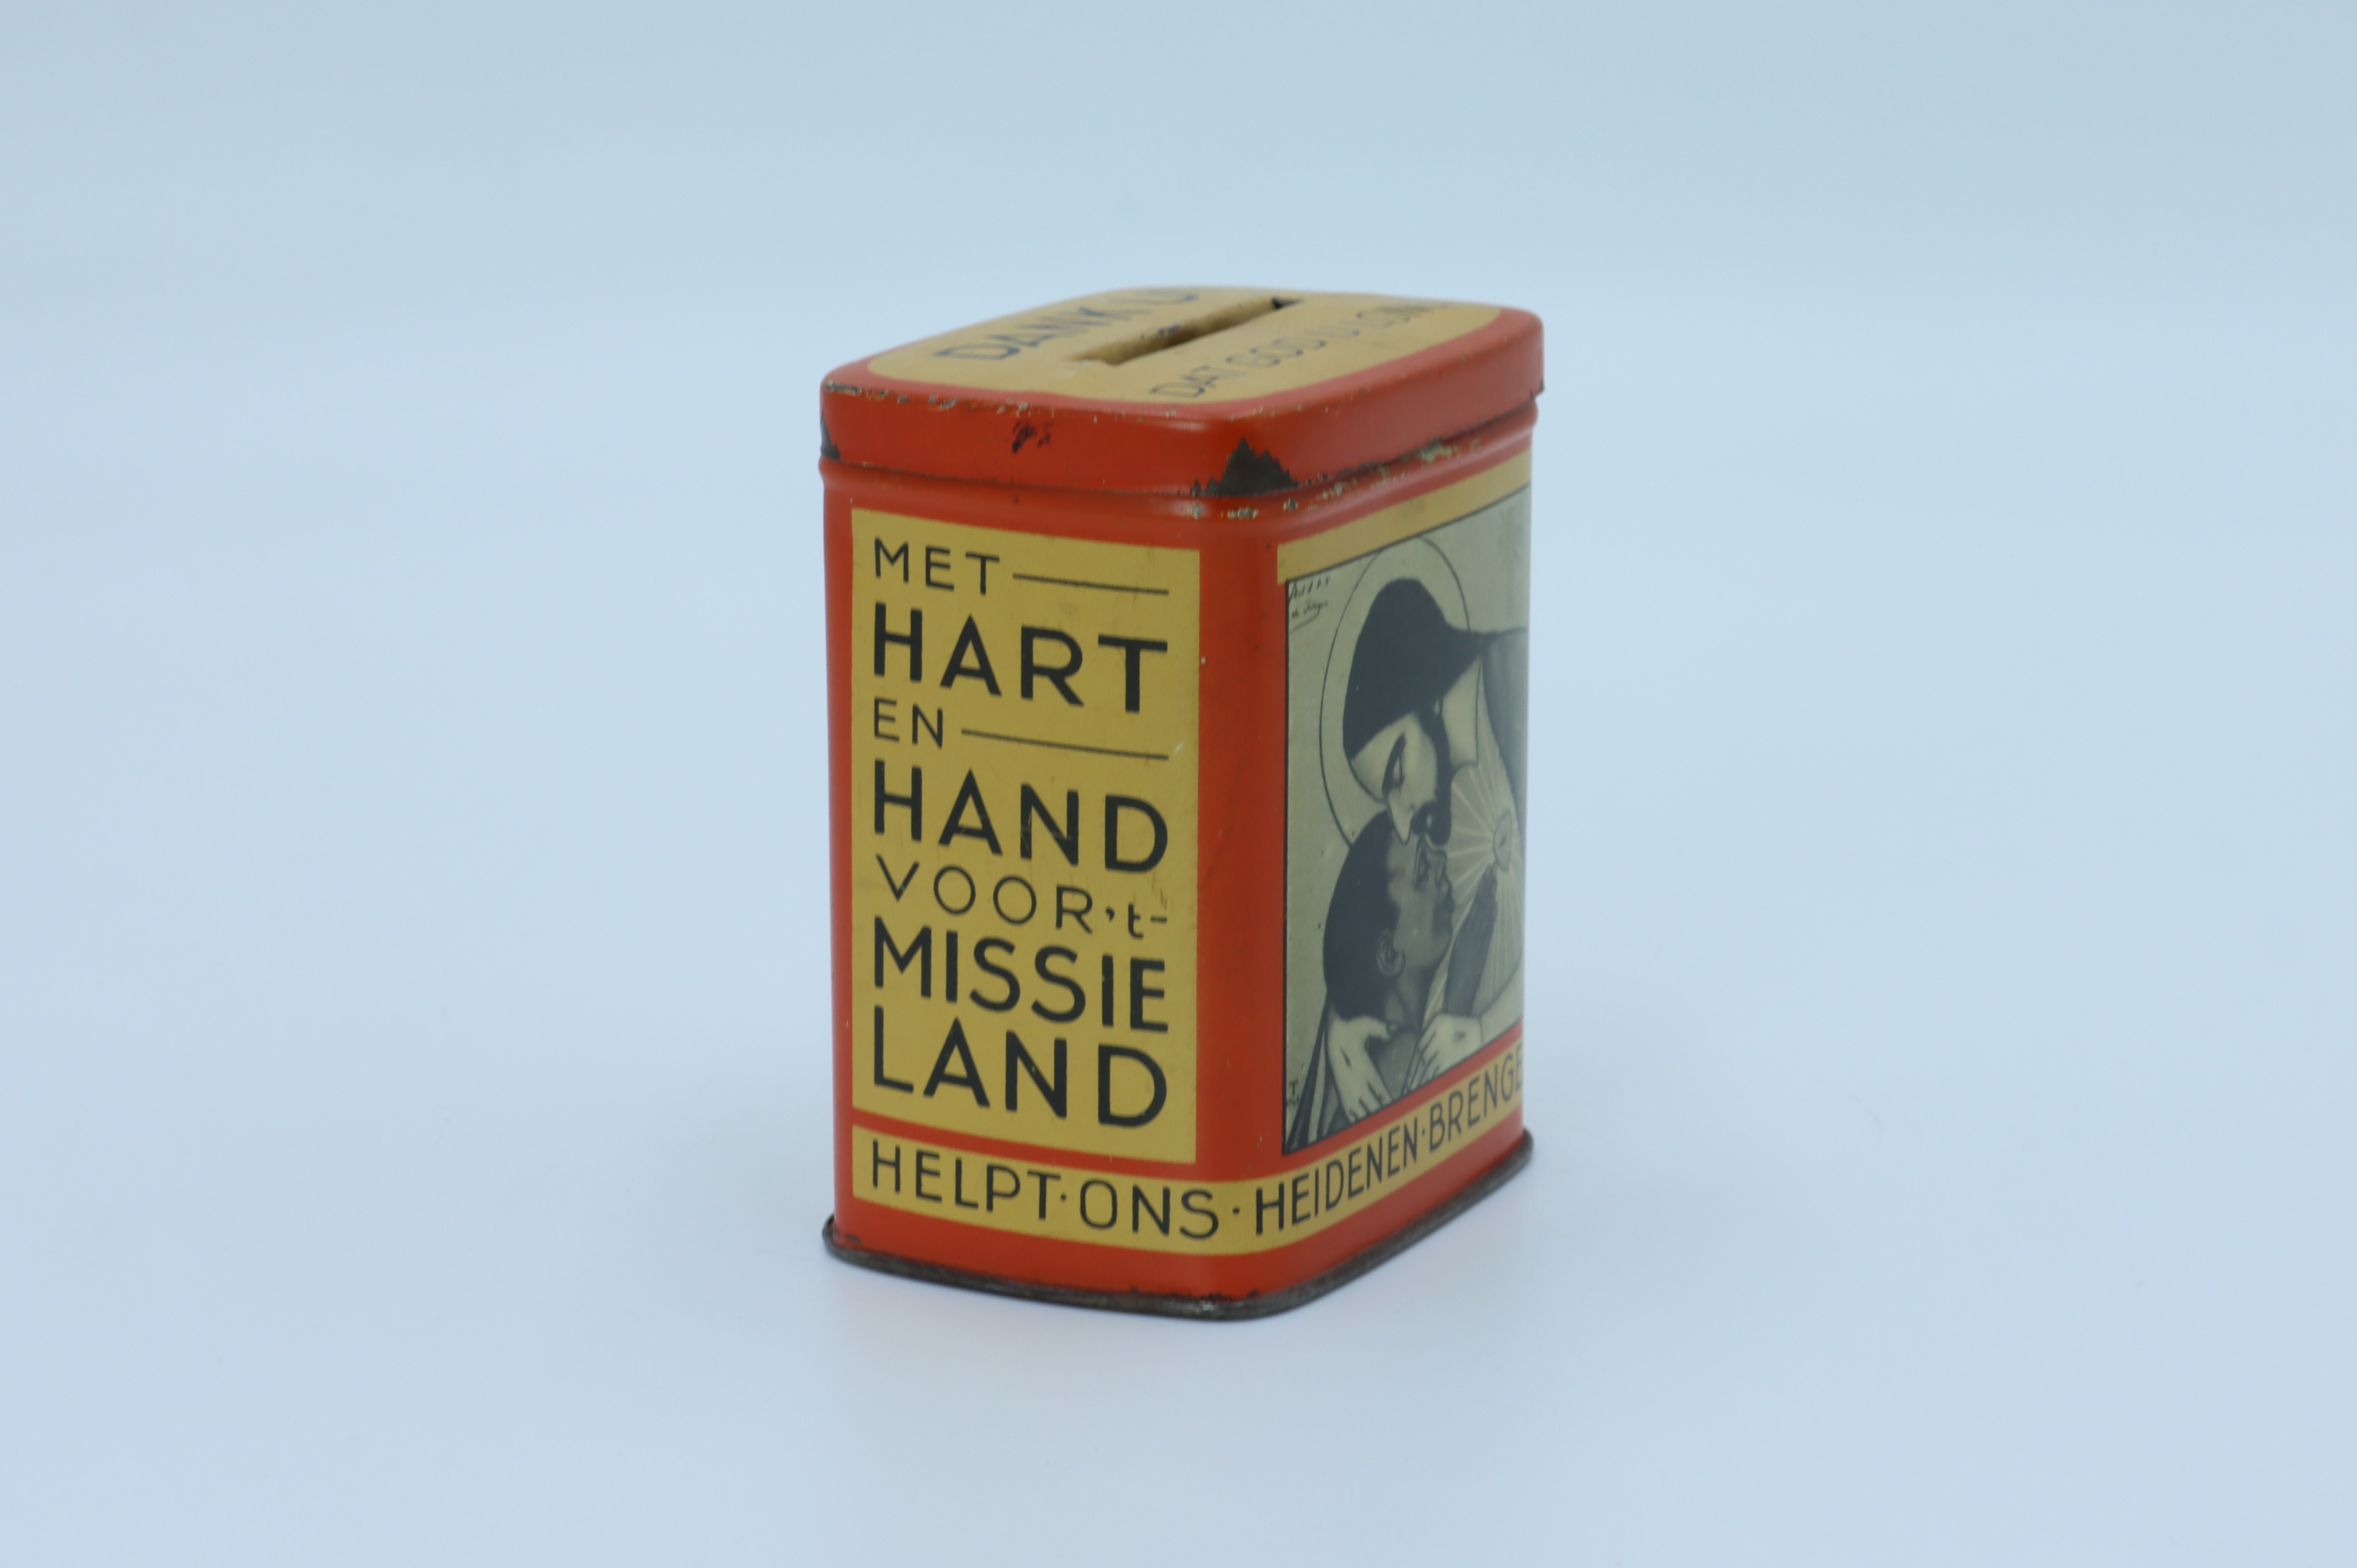 DANK U
DAT GOD U
MET
HART
EN
HAND
VOOR 't
MISSIE
LAND
HELPT · ONS · HEIDENEN · BRENGE